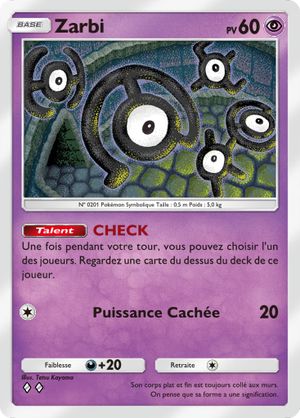 BASE Zarbi PV60
N° 0201 Pokémon Symbolique Taille : 0,5 m Poids : 5,0 kg
Talent CHECK
Une fois pendant votre tour, vous pouvez choisir l'un
des joueurs. Regardez une carte du dessus du deck de ce
joueur.
Puissance Cachée 20
Faiblesse +20 Retraite
Illus. Tenu Kayama
Son corps plat et fin est toujours collé aux murs.
On pense que sa forme a une signification.